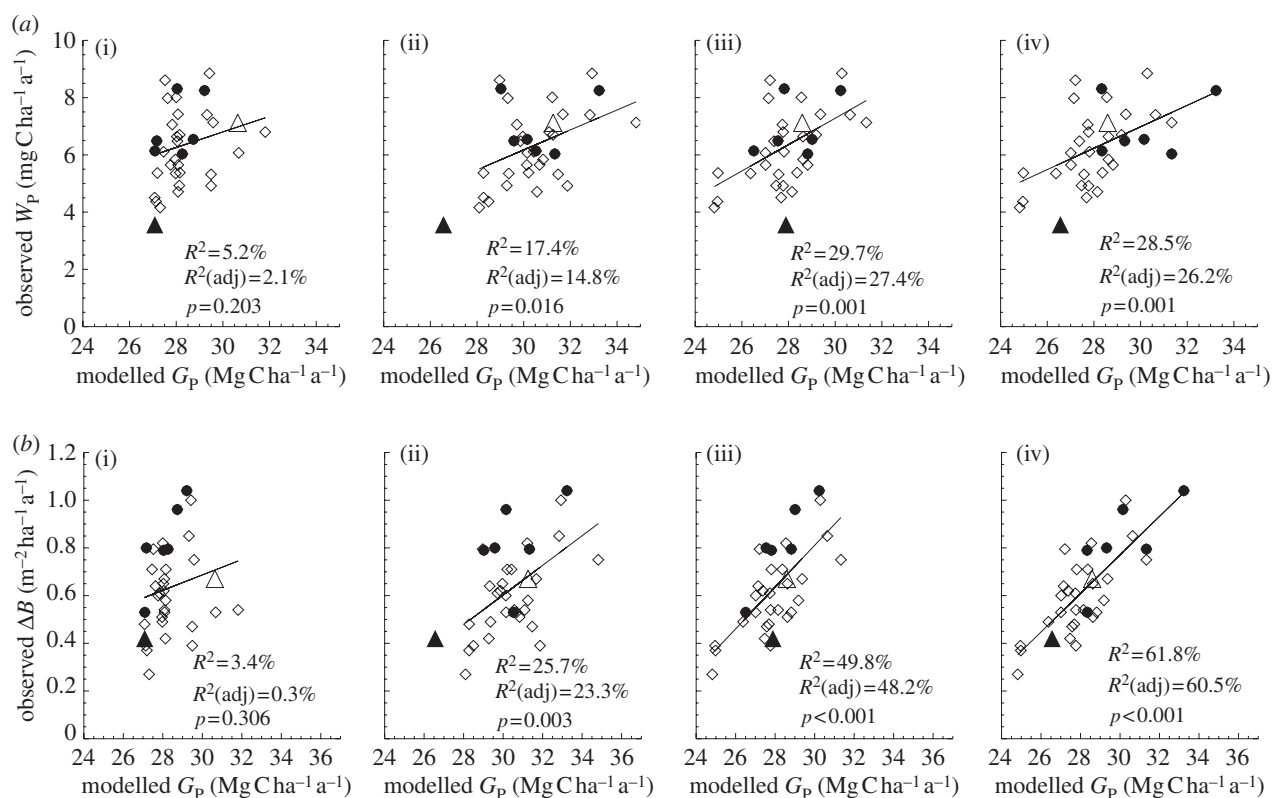 (a)
(i)
(ii)
(iii)
(iv)
observed W_P (mg C ha⁻¹ a⁻¹)
10
8
6
4
2
0
R²=5.2%
R²(adj)=2.1%
p=0.203
R²=17.4%
R²(adj)=14.8%
p=0.016
R²=29.7%
R²(adj)=27.4%
p=0.001
R²=28.5%
R²(adj)=26.2%
p=0.001
24 26 28 30 32 34
24 26 28 30 32 34
24 26 28 30 32 34
24 26 28 30 32 34
modelled G_P (Mg C ha⁻¹ a⁻¹)
modelled G_P (Mg C ha⁻¹ a⁻¹)
modelled G_P (Mg C ha⁻¹ a⁻¹)
modelled G_P (Mg C ha⁻¹ a⁻¹)
(b)
(i)
(ii)
(iii)
(iv)
observed ΔB (m⁻² ha⁻¹ a⁻¹)
1.2
1.0
0.8
0.6
0.4
0.2
0
R²=3.4%
R²(adj)=0.3%
p=0.306
R²=25.7%
R²(adj)=23.3%
p=0.003
R²=49.8%
R²(adj)=48.2%
p<0.001
R²=61.8%
R²(adj)=60.5%
p<0.001
24 26 28 30 32 34
24 26 28 30 32 34
24 26 28 30 32 34
24 26 28 30 32 34
modelled G_P (Mg C ha⁻¹ a⁻¹)
modelled G_P (Mg C ha⁻¹ a⁻¹)
modelled G_P (Mg C ha⁻¹ a⁻¹)
modelled G_P (Mg C ha⁻¹ a⁻¹)